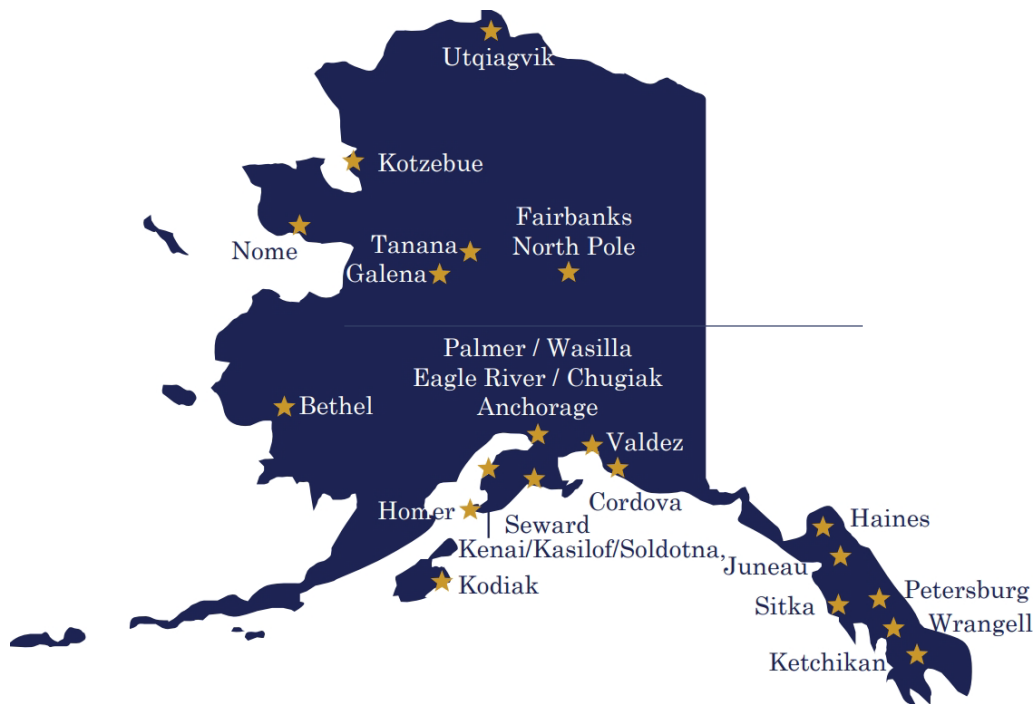 Utqiagvik
Kotzebue
Nome
Tanana
Galena
Fairbanks
North Pole
Palmer / Wasilla
Eagle River / Chugiak
Anchorage
Bethel
Valdez
Cordova
Homer
Seward
Kenai/Kasilof/Soldotna,
Kodiak
Haines
Juneau
Petersburg
Sitka
Wrangell
Ketchikan